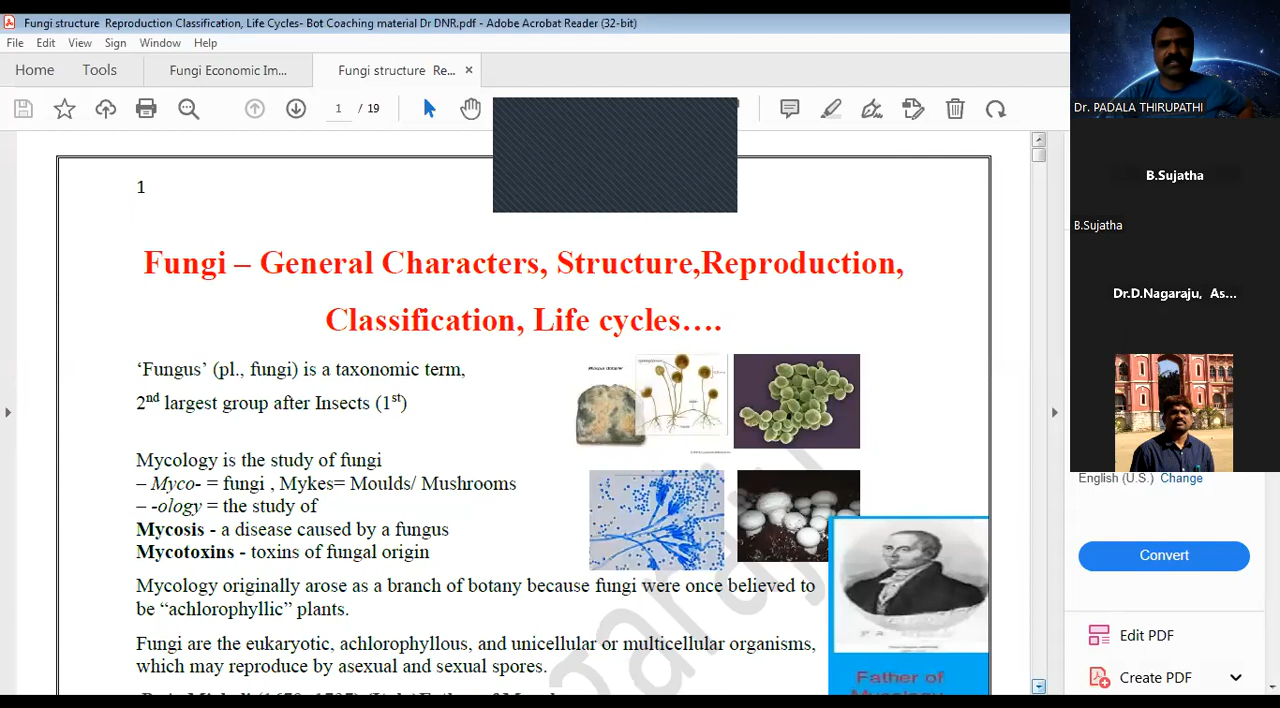 Fungi structure  Reproduction Classification, Life Cycles- Bot Coaching material Dr DNR.pdf - Adobe Acrobat Reader (32-bit)
File Edit View Sign Window Help
Home Tools Fungi Economic Im... Fungi structure  Re... ×
1 / 19
1
Fungi – General Characters, Structure,Reproduction,
Classification, Life cycles….
‘Fungus’ (pl., fungi) is a taxonomic term,
2nd largest group after Insects (1st)
Mycology is the study of fungi
– Myco- = fungi , Mykes= Moulds/ Mushrooms
– -ology = the study of
Mycosis - a disease caused by a fungus
Mycotoxins - toxins of fungal origin
Mycology originally arose as a branch of botany because fungi were once believed to
be “achlorophyllic” plants.
Fungi are the eukaryotic, achlorophyllous, and unicellular or multicellular organisms,
which may reproduce by asexual and sexual spores.
Father of
Mycology
Dr. PADALA THIRUPATHI
B.Sujatha
B.Sujatha
Dr.D.Nagaraju,  As...
English (U.S.) Change
Convert
Edit PDF
Create PDF